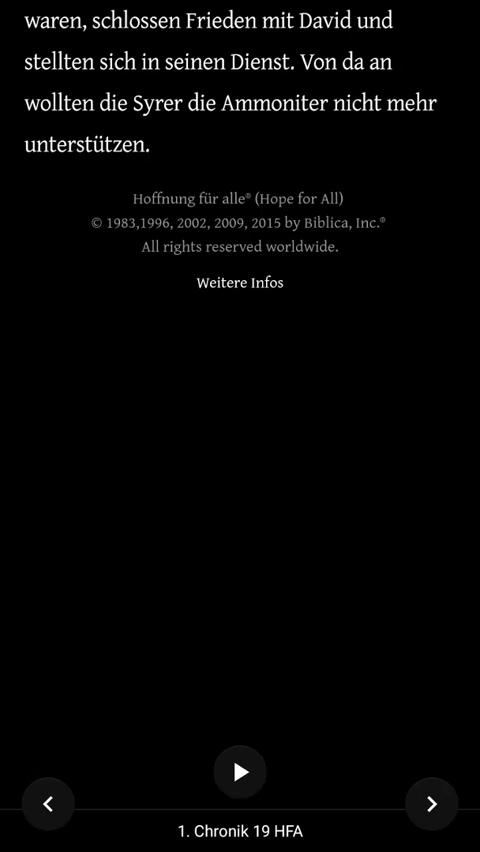 waren, schlossen Frieden mit David und
stellten sich in seinen Dienst. Von da an
wollten die Syrer die Ammoniter nicht mehr
unterstützen.
Hoffnung für alle® (Hope for All)
© 1983,1996, 2002, 2009, 2015 by Biblica, Inc.®
All rights reserved worldwide.
Weitere Infos
1. Chronik 19 HFA